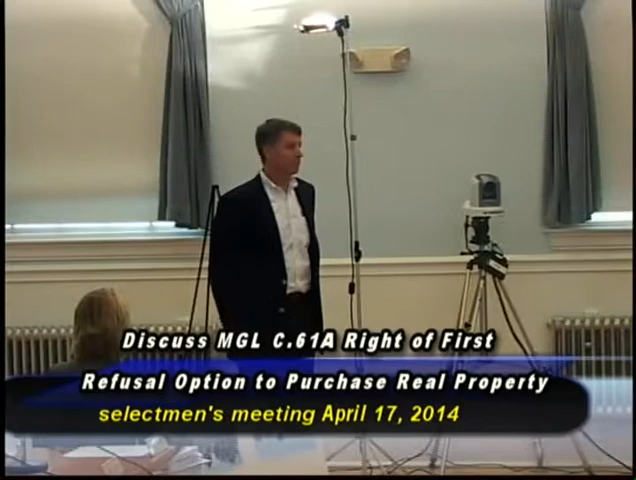 Discuss MGL C.61A Right of First
Refusal Option to Purchase Real Property
selectmen's meeting April 17, 2014